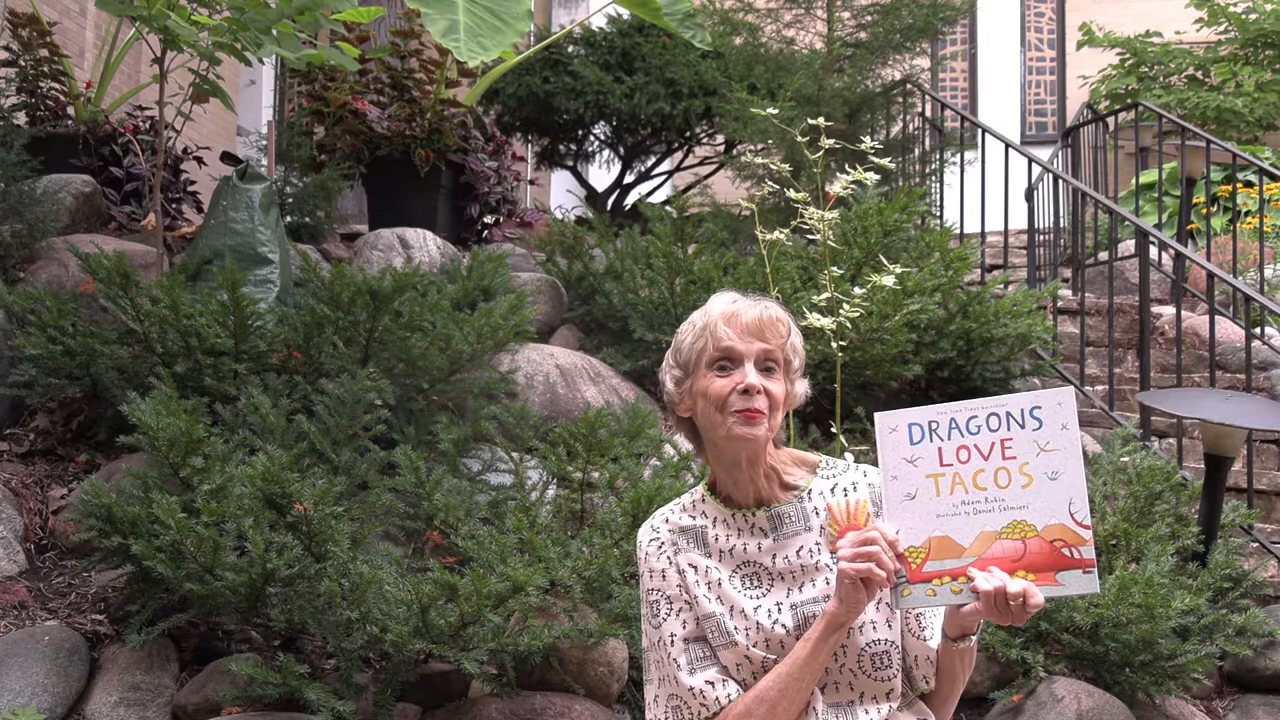 New York Times bestseller
DRAGONS
LOVE
TACOS
by Adam Rubin
illustrated by Daniel Salmieri